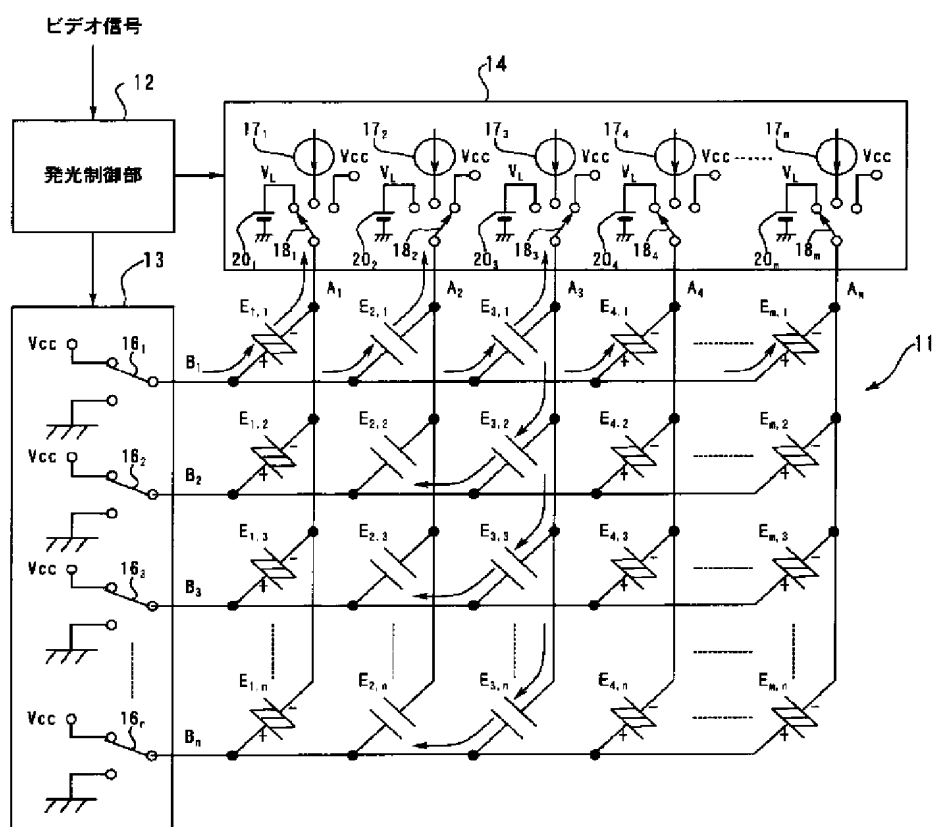 ビデオ信号
12
発光制御部
14
17₁ 17₂ 17₃ 17₄ 17ₘ
V_L Vcc V_L Vcc V_L Vcc V_L Vcc V_L Vcc
20₁ 18₁ 20₂ 18₂ 20₃ 18₃ 20₄ 18₄ 20ₘ 18ₘ
13
A₁ A₂ A₃ A₄
11
Vcc 16₁ B₁ E₁,₁ E₂,₁ E₃,₁ E₄,₁ Eₘ,₁
- - -
+ + +
Vcc 16₂ B₂ E₁,₂ E₂,₂ E₃,₂ E₄,₂ Eₘ,₂
- - -
+ + +
Vcc B₃ E₁,₃ E₂,₃ E₃,₃ E₄,₃ Eₘ,₃
- - -
+ + +
Vcc Bₙ E₁,ₙ E₂,ₙ E₃,ₙ E₄,ₙ Eₘ,ₙ
- - -
+ + +